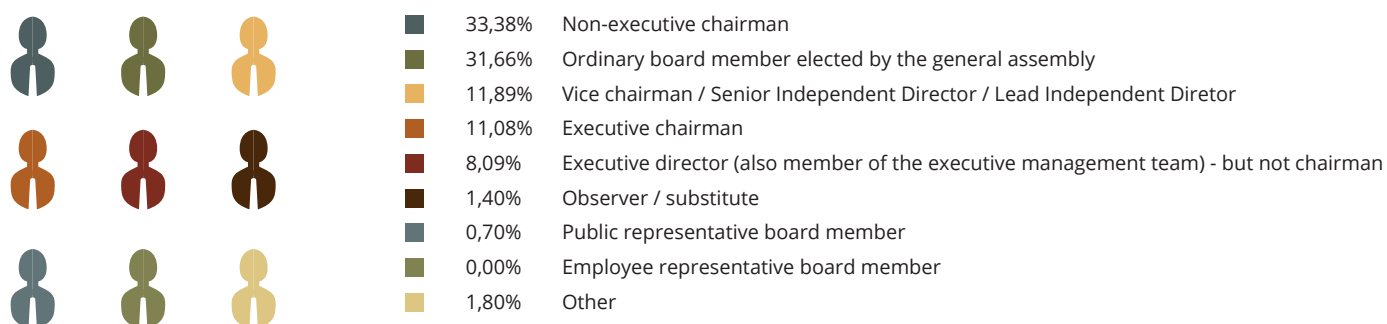 33,38% Non-executive chairman
31,66% Ordinary board member elected by the general assembly
11,89% Vice chairman / Senior Independent Director / Lead Independent Diretor
11,08% Executive chairman
8,09% Executive director (also member of the executive management team) - but not chairman
1,40% Observer / substitute
0,70% Public representative board member
0,00% Employee representative board member
1,80% Other